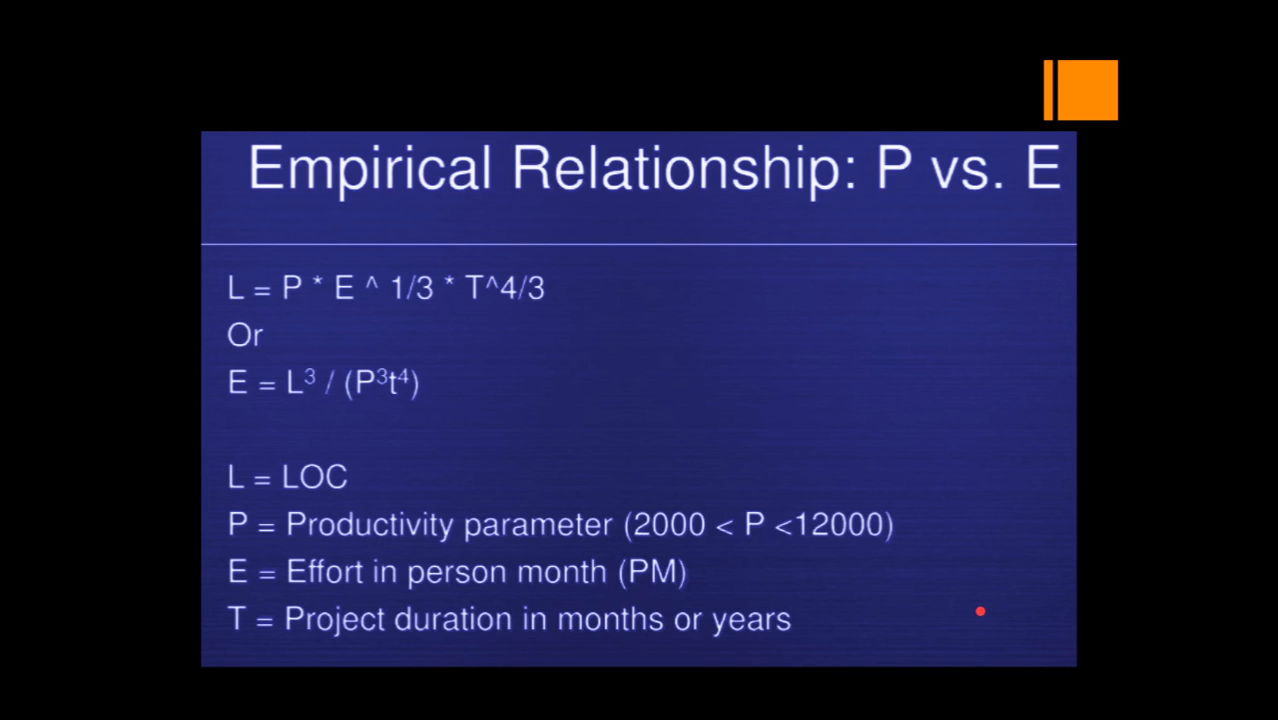 Empirical Relationship: P vs. E
L = P * E ^ 1/3 * T^4/3
Or
E = L³ / (P³t⁴)
L = LOC
P = Productivity parameter (2000 < P <12000)
E = Effort in person month (PM)
T = Project duration in months or years